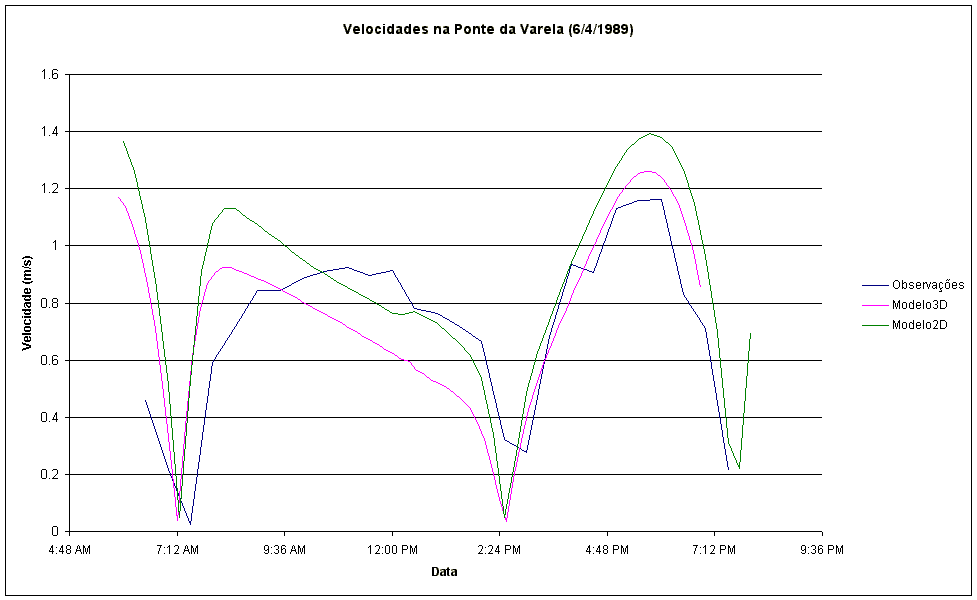 Velocidades na Ponte da Varela (6/4/1989)
1.6
1.4
1.2
1
0.8
0.6
0.4
0.2
0
Velocidade (m/s)
4:48 AM 7:12 AM 9:36 AM 12:00 PM 2:24 PM 4:48 PM 7:12 PM 9:36 PM
Data
Observações
Modelo3D
Modelo2D